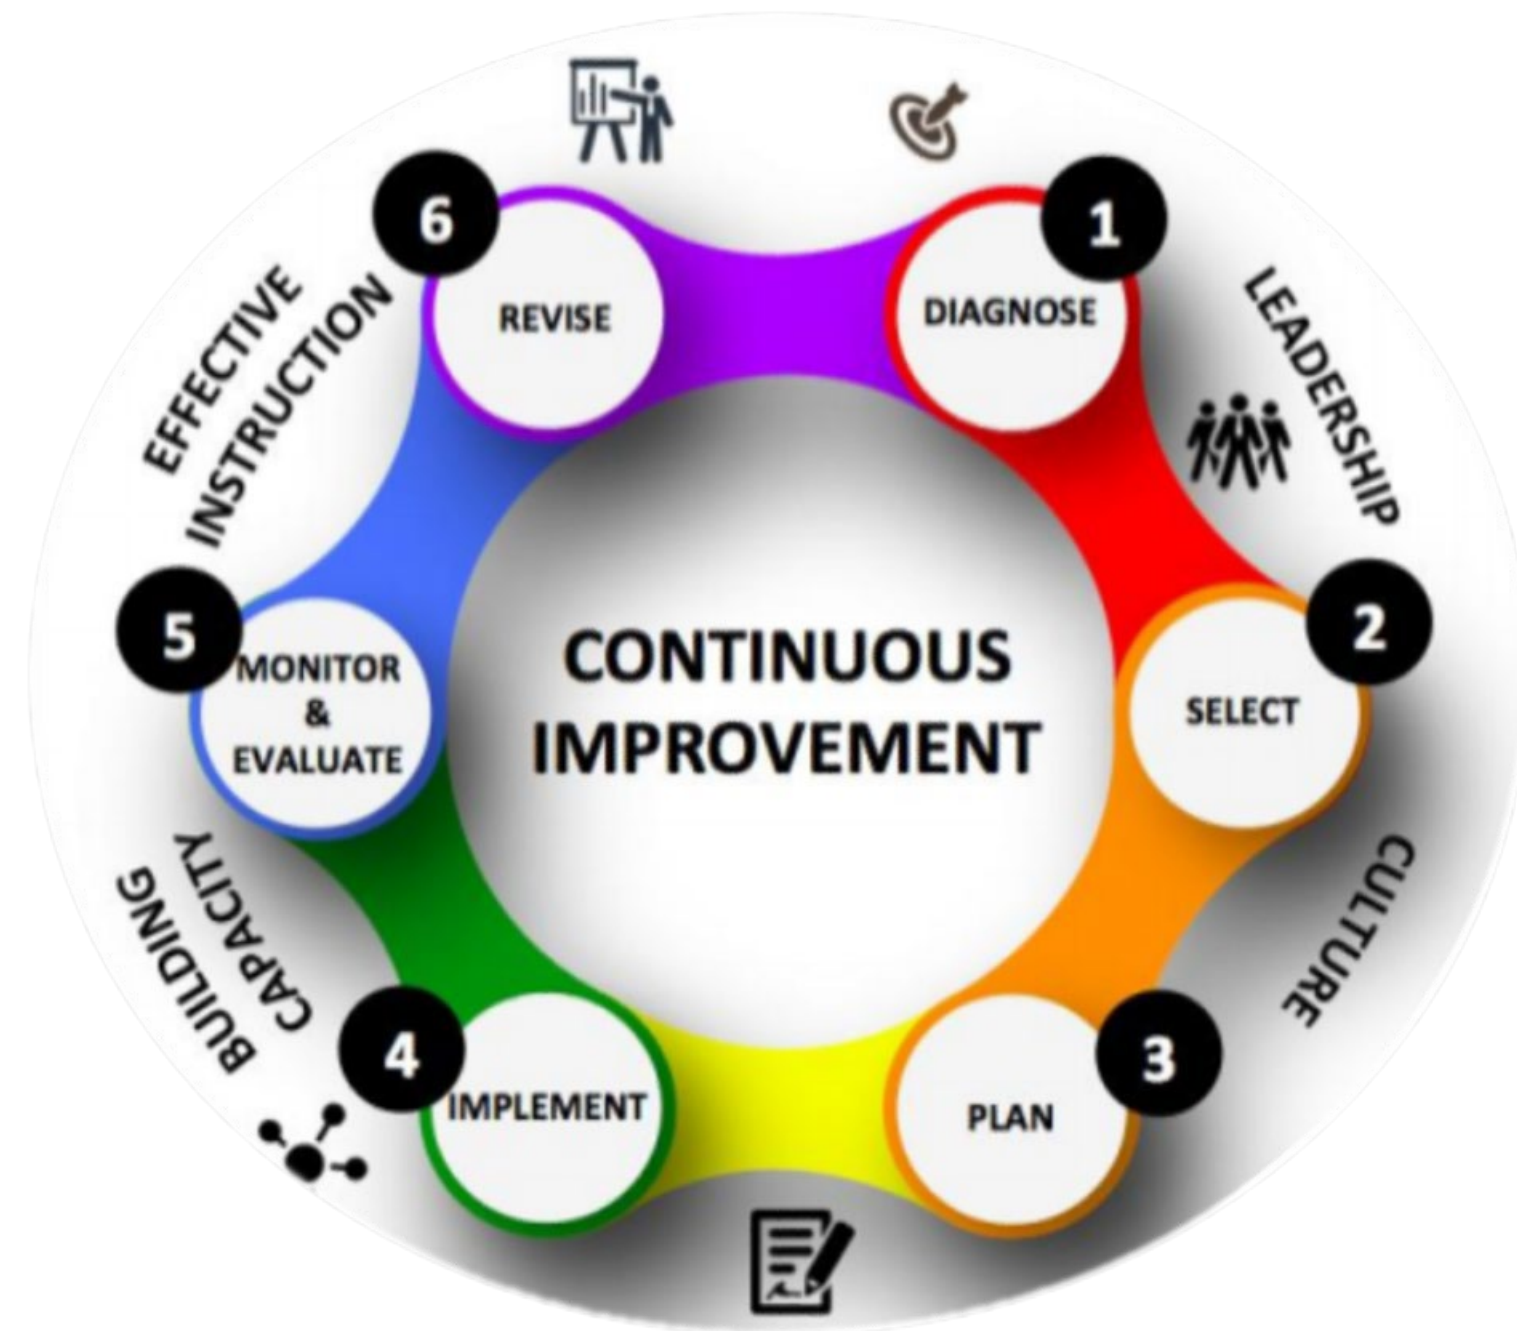 CONTINUOUS
IMPROVEMENT
1
DIAGNOSE
LEADERSHIP
2
SELECT
CULTURE
3
PLAN
4
IMPLEMENT
BUILDING
CAPACITY
5
MONITOR
&
EVALUATE
EFFECTIVE
INSTRUCTION
6
REVISE